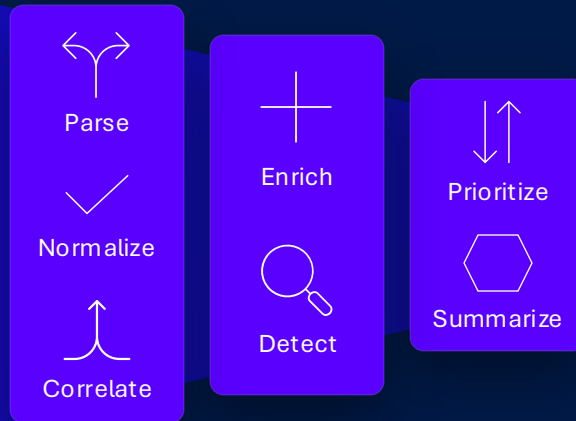 Parse
Normalize
Correlate
Enrich
Detect
Prioritize
Summarize